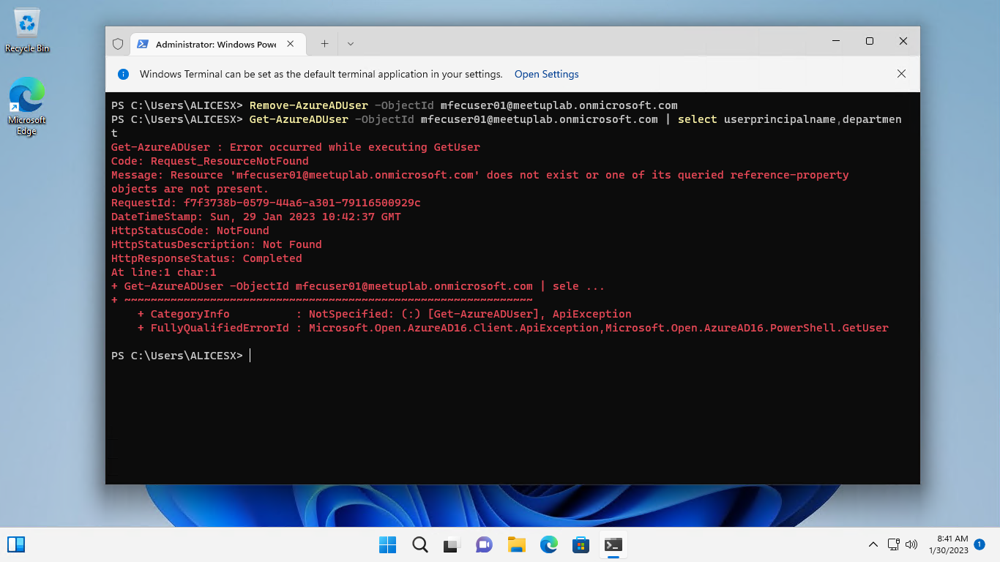 Recycle Bin
Microsoft
Edge
Administrator: Windows Powe
Windows Terminal can be set as the default terminal application in your settings. Open Settings
PS C:\Users\ALICESX> Remove-AzureADUser -ObjectId mfecuser01@meetuplab.onmicrosoft.com
PS C:\Users\ALICESX> Get-AzureADUser -ObjectId mfecuser01@meetuplab.onmicrosoft.com | select userprincipalname,departmen
t
Get-AzureADUser : Error occurred while executing GetUser
Code: Request_ResourceNotFound
Message: Resource 'mfecuser01@meetuplab.onmicrosoft.com' does not exist or one of its queried reference-property
objects are not present.
RequestId: f7f3738b-0579-44a6-a301-79116500929c
DateTimeStamp: Sun, 29 Jan 2023 10:42:37 GMT
HttpStatusCode: NotFound
HttpStatusDescription: Not Found
HttpResponseStatus: Completed
At line:1 char:1
+ Get-AzureADUser -ObjectId mfecuser01@meetuplab.onmicrosoft.com | sele ...
+ ~~~~~~~~~~~~~~~~~~~~~~~~~~~~~~~~~~~~~~~~~~~~~~~~~~~~~~~~~~~~~~
    + CategoryInfo          : NotSpecified: (:) [Get-AzureADUser], ApiException
    + FullyQualifiedErrorId : Microsoft.Open.AzureAD16.Client.ApiException,Microsoft.Open.AzureAD16.PowerShell.GetUser
PS C:\Users\ALICESX>
8:41 AM
1/30/2023
1